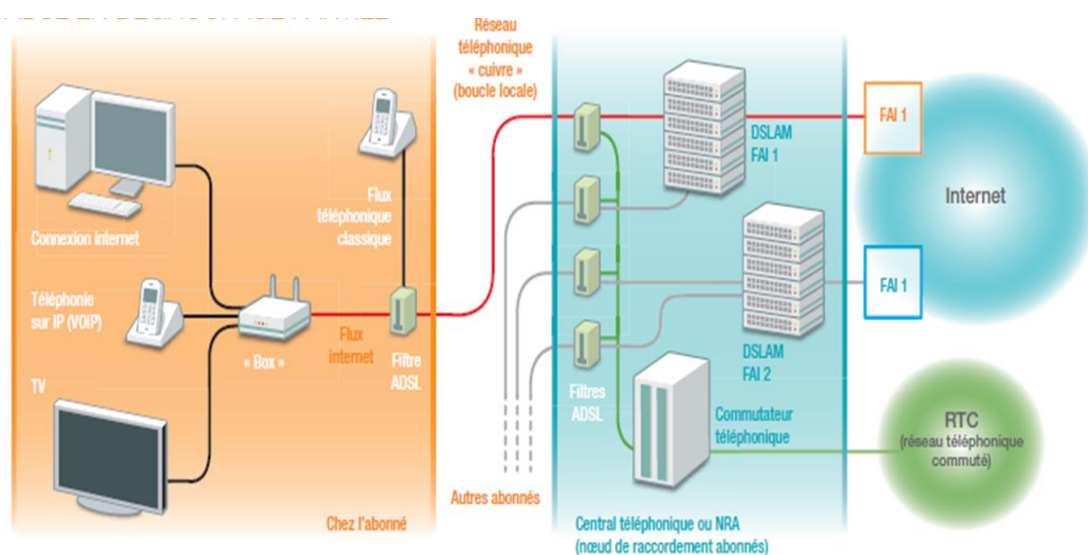 Réseau
téléphonique
« cuivre »
(boucle locale)
Connexion internet
Flux
téléphonique
classique
Téléphonie
sur IP (VOIP)
« Box »
Flux
internet
Filtre
ADSL
TV
Chez l'abonné
Autres abonnés
DSLAM
FAI 1
DSLAM
FAI 2
Filtres
ADSL
Commutateur
téléphonique
Central téléphonique ou NRA
(nœud de raccordement abonnés)
FAI 1
Internet
FAI 1
RTC
(réseau téléphonique
commuté)